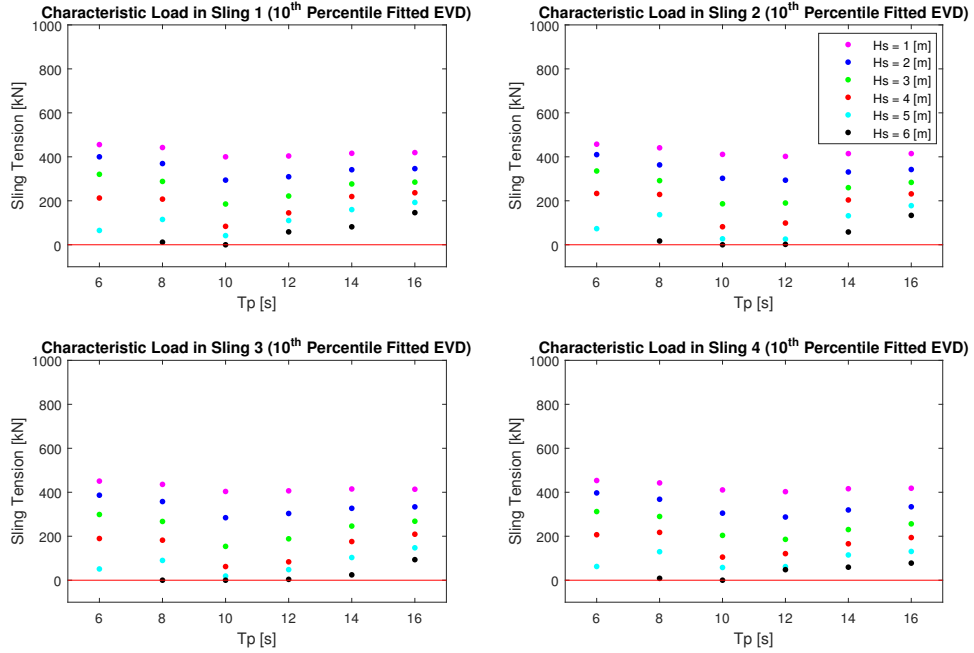 Characteristic Load in Sling 1 (10th Percentile Fitted EVD)
1000
800
600
400
200
0
Sling Tension [kN]
6 8 10 12 14 16
Tp [s]
Characteristic Load in Sling 2 (10th Percentile Fitted EVD)
1000
800
600
400
200
0
Sling Tension [kN]
Hs = 1 [m]
Hs = 2 [m]
Hs = 3 [m]
Hs = 4 [m]
Hs = 5 [m]
Hs = 6 [m]
6 8 10 12 14 16
Tp [s]
Characteristic Load in Sling 3 (10th Percentile Fitted EVD)
1000
800
600
400
200
0
Sling Tension [kN]
6 8 10 12 14 16
Tp [s]
Characteristic Load in Sling 4 (10th Percentile Fitted EVD)
1000
800
600
400
200
0
Sling Tension [kN]
6 8 10 12 14 16
Tp [s]